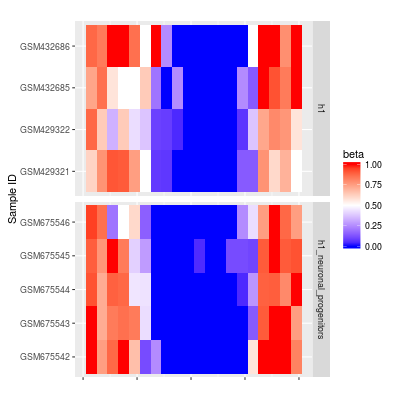 GSM432686
GSM432685
GSM429322
GSM429321
GSM675546
GSM675545
GSM675544
GSM675543
GSM675542
Sample ID
h1
h1_neuronal_progenitors
beta
1.00
0.75
0.50
0.25
0.00